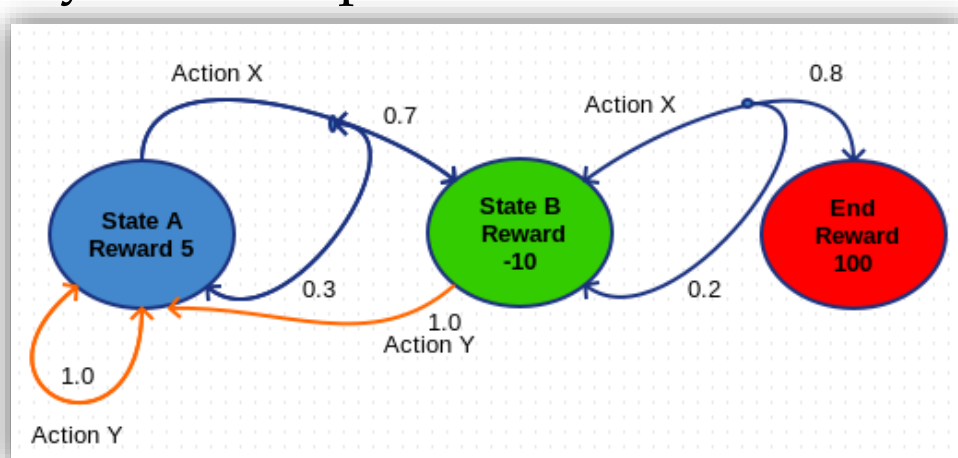 Action X
0.7
Action X
0.8
State A
Reward 5
State B
Reward
-10
End
Reward
100
0.3
0.2
1.0
Action Y
1.0
Action Y